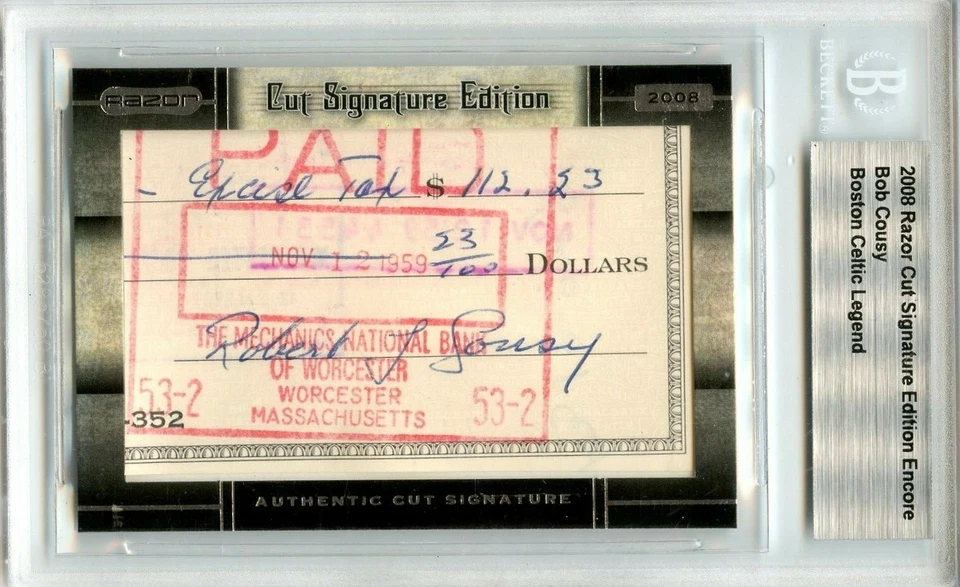 RAZOR
Cut Signature Edition
2008
PAID
- Excise Tax $ 112.23
NOV 12 1959
23/100 DOLLARS
Robert J Cousy
THE MECHANICS NATIONAL BANK
OF WORCESTER
53-2 WORCESTER 53-2
MASSACHUSETTS
352
AUTHENTIC CUT SIGNATURE
BECKETT
B
2008 Razor Cut Signature Edition Encore
Bob Cousy
Boston Celtic Legend